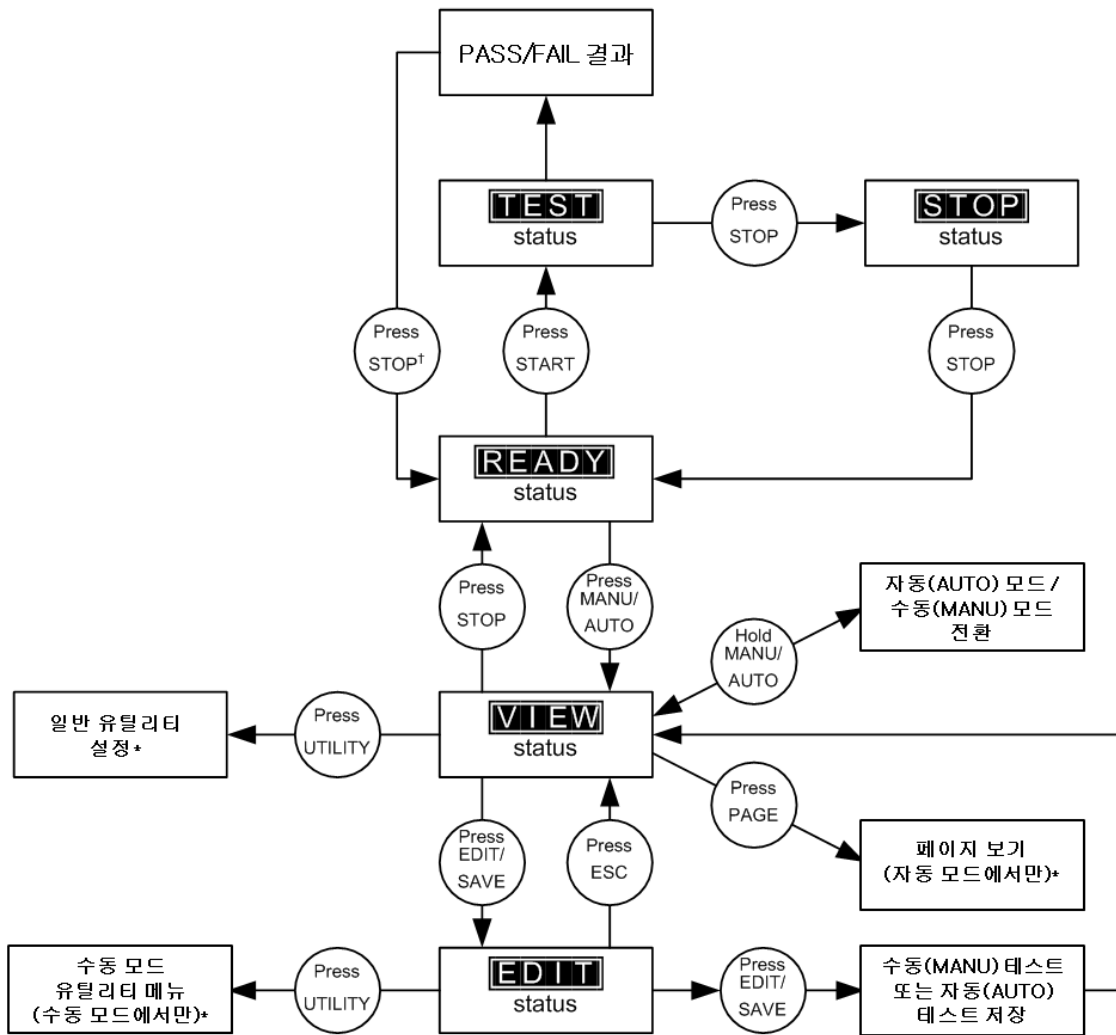 PASS/FAIL 결과
TEST
status
Press
STOP
STOP
status
Press
STOP†
Press
START
Press
STOP
READY
status
Press
STOP
Press
MANU/
AUTO
Hold
MANU/
AUTO
자동(AUTO) 모드 /
수동(MANU) 모드
전환
일반 유틸리티
설정*
Press
UTILITY
VIEW
status
Press
PAGE
Press
EDIT/
SAVE
Press
ESC
페이지 보기
(자동 모드에서만)*
수동 모드
유틸리티 메뉴
(수동 모드에서만)*
Press
UTILITY
EDIT
status
Press
EDIT/
SAVE
수동(MANU) 테스트
또는 자동(AUTO)
테스트 저장